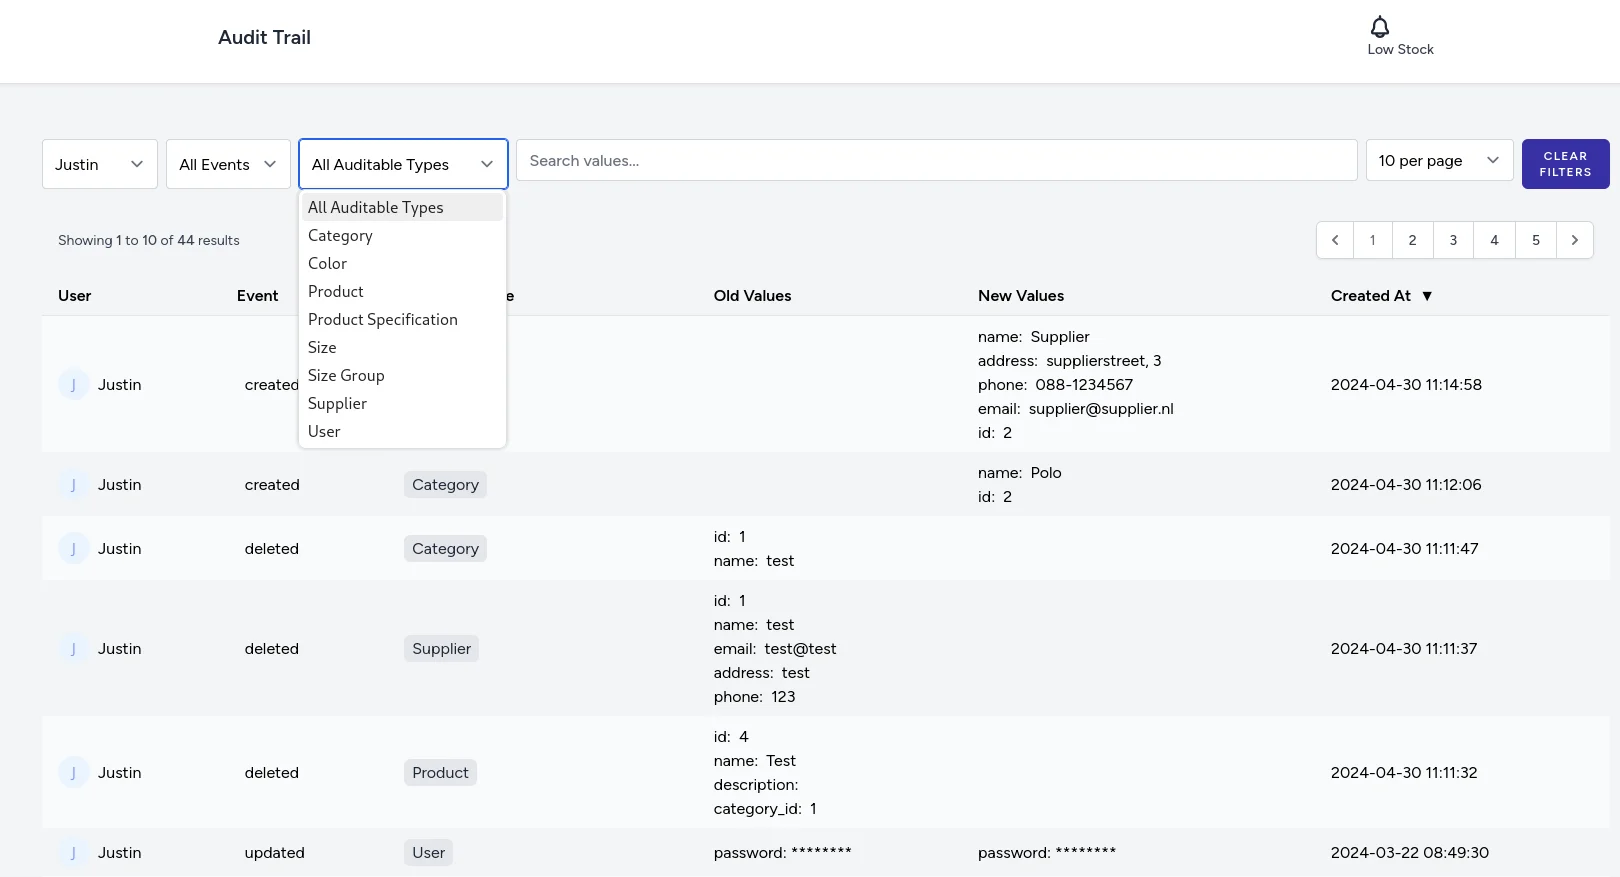 Audit Trail
Low Stock
Justin
All Events
All Auditable Types
Search values...
10 per page
CLEAR
FILTERS
All Auditable Types
Category
Color
Product
Product Specification
Size
Size Group
Supplier
User
Showing 1 to 10 of 44 results
1 2 3 4 5
User Event Old Values New Values Created At ▼
J Justin created
name: Supplier
address: supplierstreet, 3
phone: 088-1234567
email: supplier@supplier.nl
id: 2
2024-04-30 11:14:58
J Justin created Category
name: Polo
id: 2
2024-04-30 11:12:06
J Justin deleted Category
id: 1
name: test
2024-04-30 11:11:47
J Justin deleted Supplier
id: 1
name: test
email: test@test
address: test
phone: 123
2024-04-30 11:11:37
J Justin deleted Product
id: 4
name: Test
description:
category_id: 1
2024-04-30 11:11:32
J Justin updated User password: ******** password: ******** 2024-03-22 08:49:30